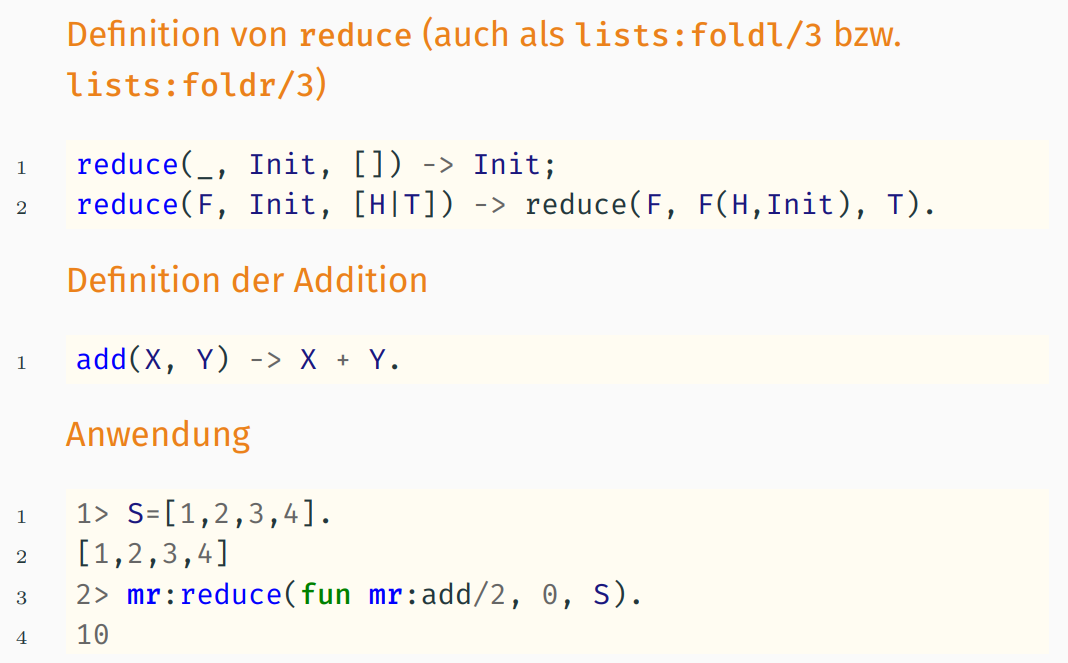 Definition von reduce (auch als lists:foldl/3 bzw.
lists:foldr/3)
1 reduce(_, Init, []) -> Init;
2 reduce(F, Init, [H|T]) -> reduce(F, F(H,Init), T).
Definition der Addition
1 add(X, Y) -> X + Y.
Anwendung
1 1> S=[1,2,3,4].
2 [1,2,3,4]
3 2> mr:reduce(fun mr:add/2, 0, S).
4 10